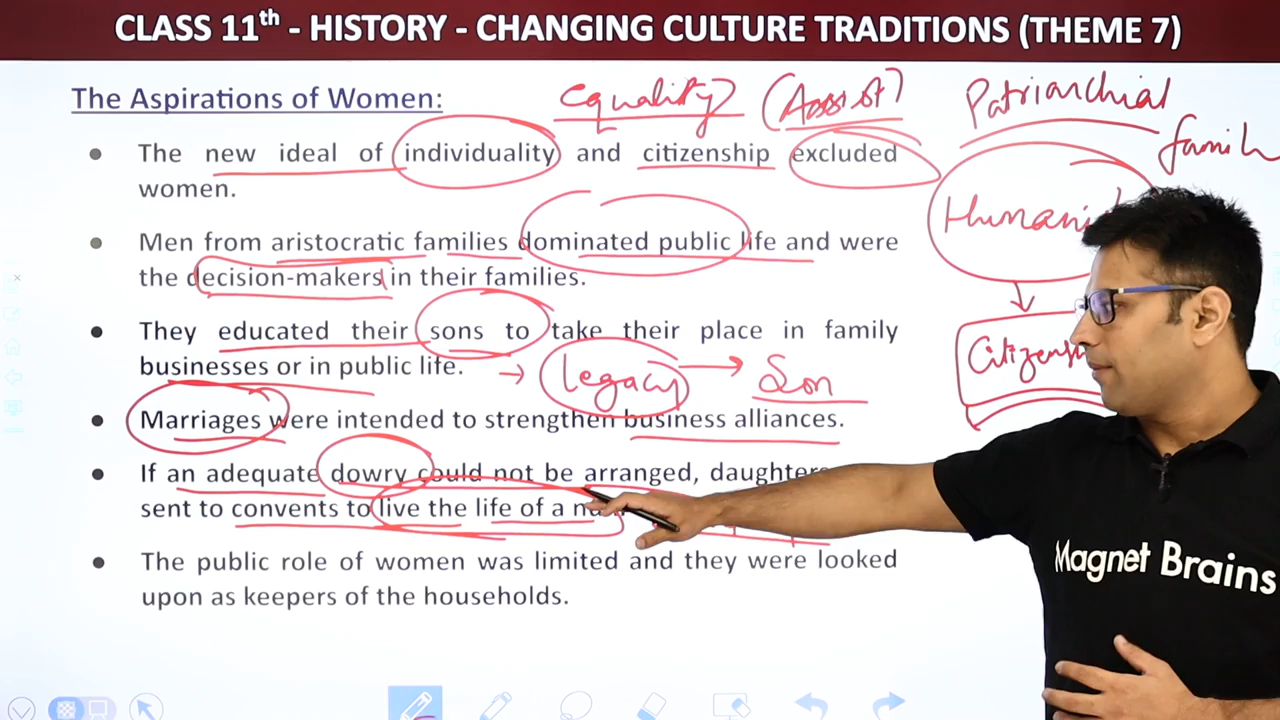 CLASS 11th - HISTORY - CHANGING CULTURE TRADITIONS (THEME 7)
The Aspirations of Women:
equality (Assist)
Patriarchial
famil
• The new ideal of individuality and citizenship excluded
women.
Humanis
• Men from aristocratic families dominated public life and were
the decision-makers in their families.
• They educated their sons to take their place in family
businesses or in public life.
→ legacy → Son
Citizens
• Marriages were intended to strengthen business alliances.
• If an adequate dowry could not be arranged, daughters
sent to convents to live the life of a
• The public role of women was limited and they were looked
upon as keepers of the households.
Magnet Brains